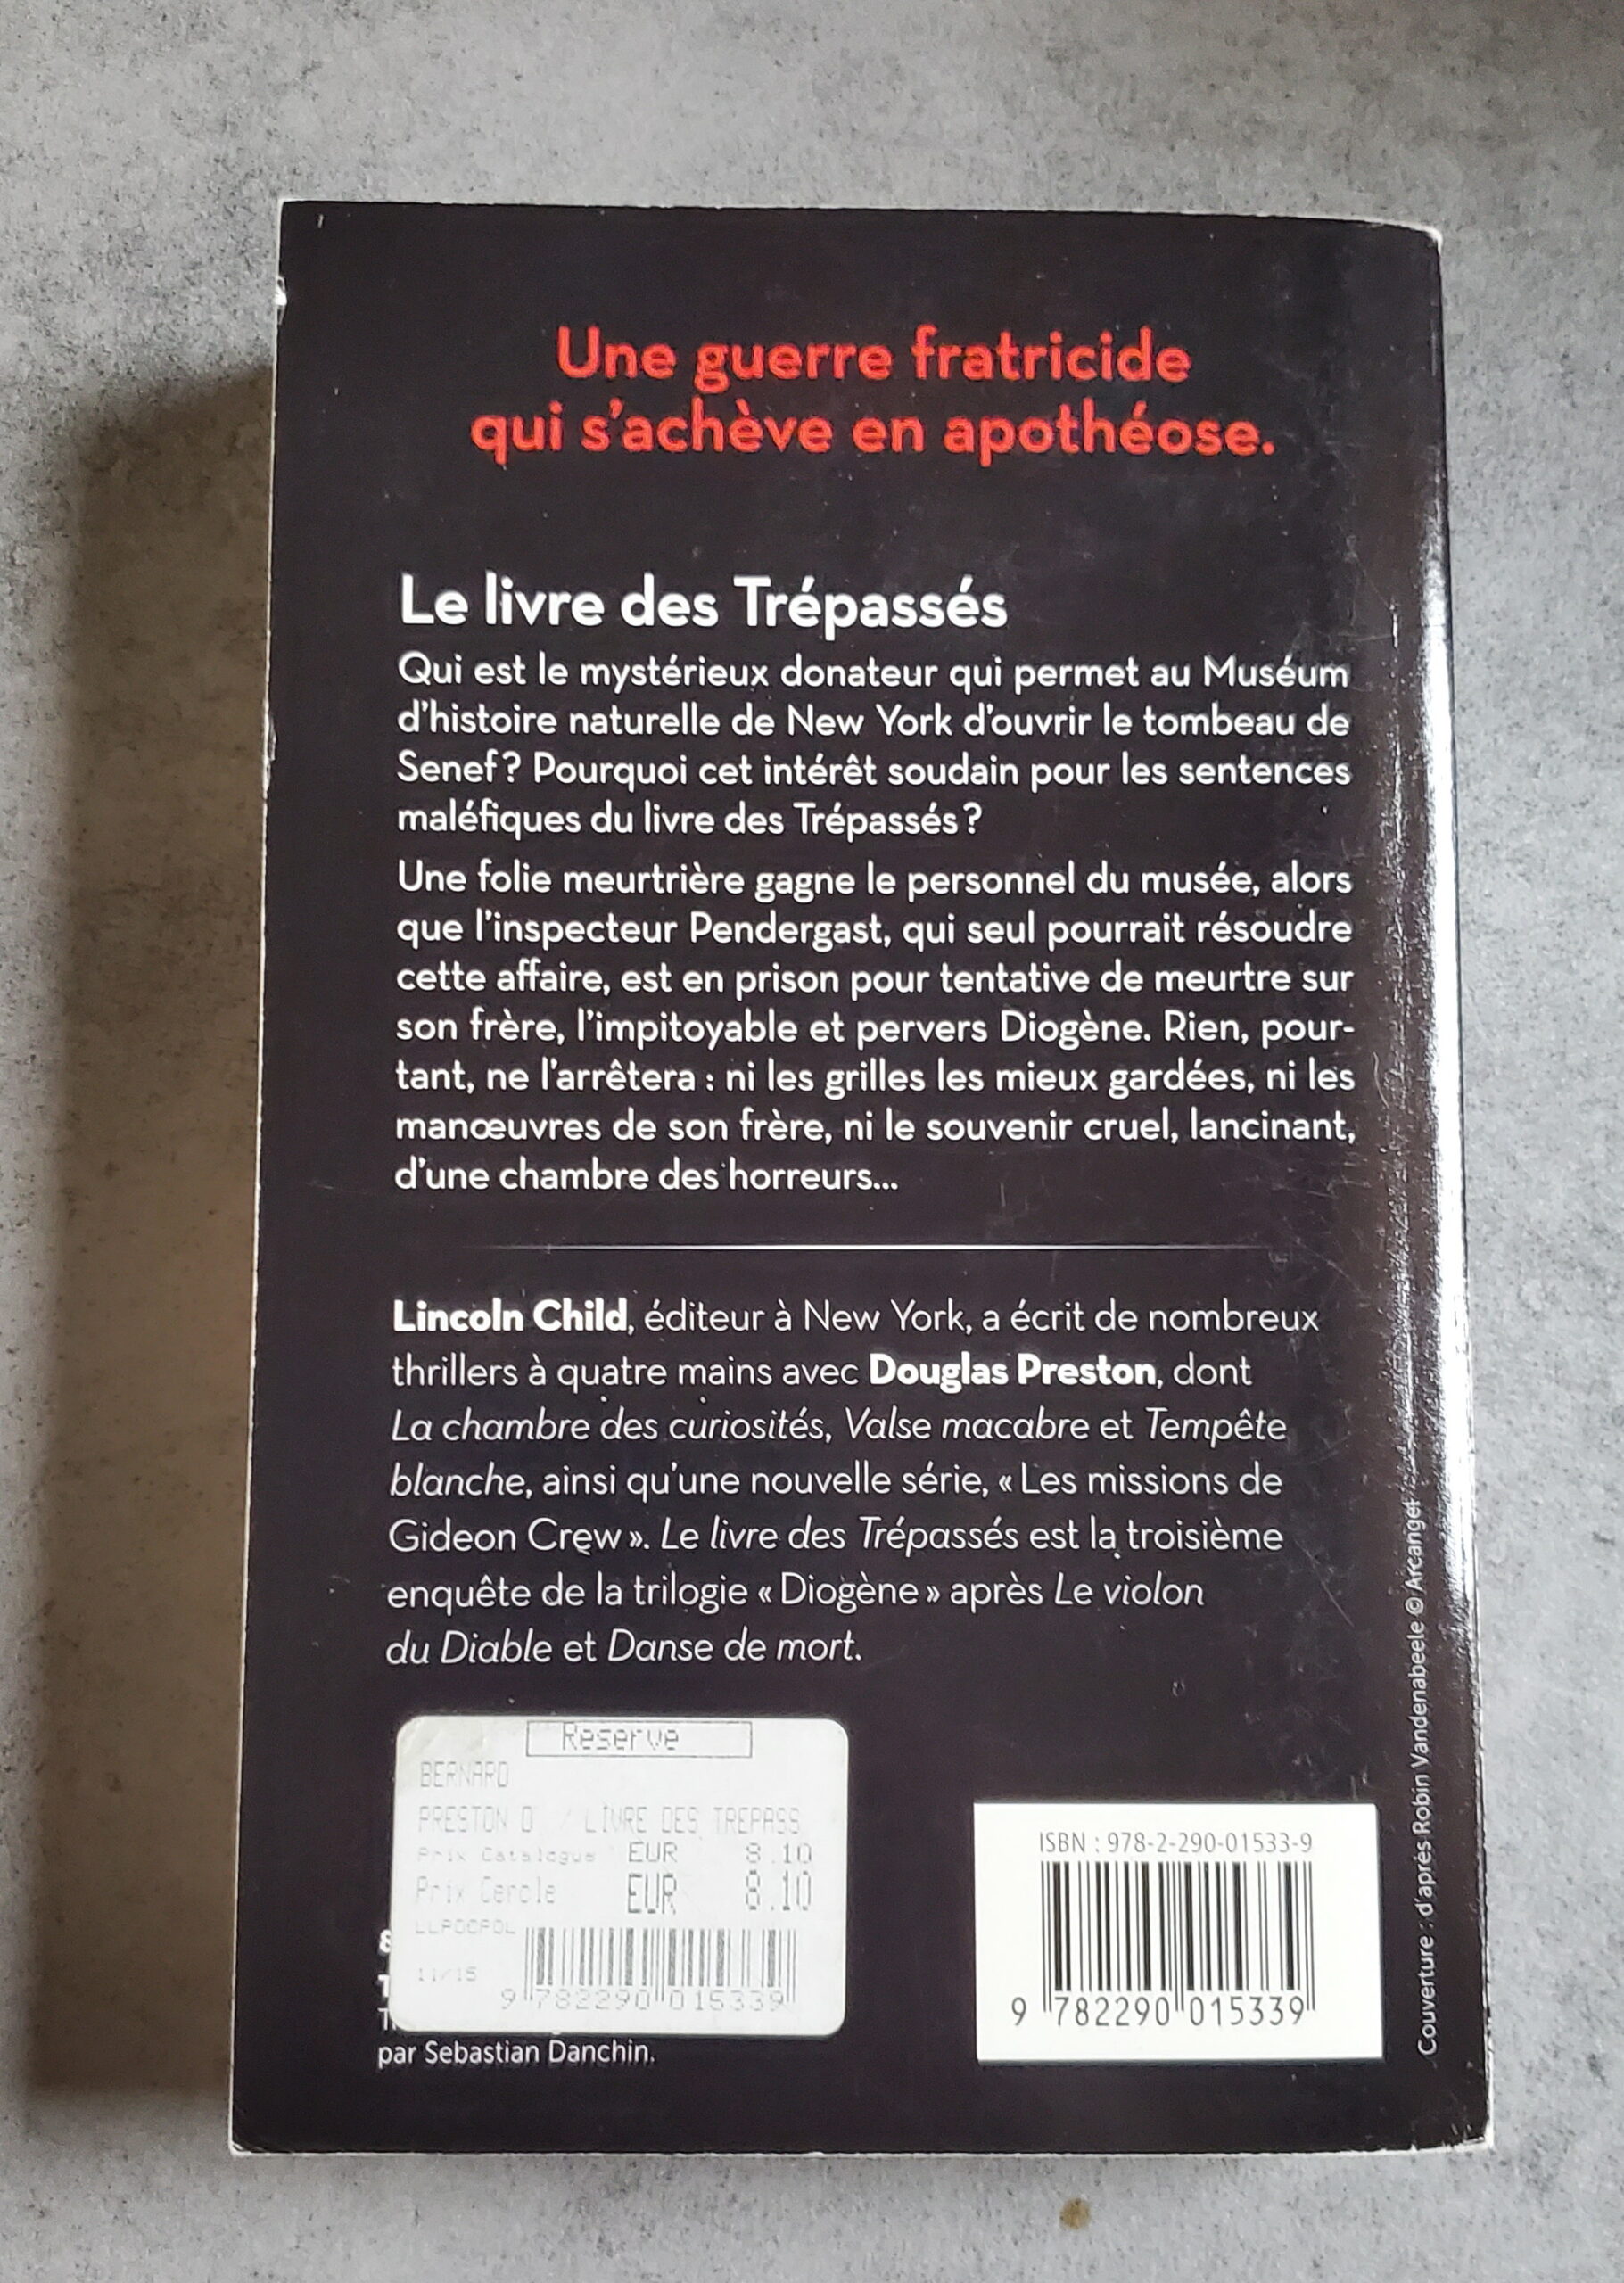 Une guerre fratricide
qui s'achève en apothéose.
Le livre des Trépassés
Qui est le mystérieux donateur qui permet au Muséum
d'histoire naturelle de New York d'ouvrir le tombeau de
Senef ? Pourquoi cet intérêt soudain pour les sentences
maléfiques du livre des Trépassés ?
Une folie meurtrière gagne le personnel du musée, alors
que l'inspecteur Pendergast, qui seul pourrait résoudre
cette affaire, est en prison pour tentative de meurtre sur
son frère, l'impitoyable et pervers Diogène. Rien, pour-
tant, ne l'arrêtera : ni les grilles les mieux gardées, ni les
manœuvres de son frère, ni le souvenir cruel, lancinant,
d'une chambre des horreurs...
Lincoln Child, éditeur à New York, a écrit de nombreux
thrillers à quatre mains avec Douglas Preston, dont
La chambre des curiosités, Valse macabre et Tempête
blanche, ainsi qu'une nouvelle série, « Les missions de
Gideon Crew ». Le livre des Trépassés est la troisième
enquête de la trilogie « Diogène » après Le violon
du Diable et Danse de mort.
Reserve
BERNARD
PRESTON D / LIVRE DES TREPASS
Prix Catalogue EUR 8.10
Prix Cercle EUR 8.10
LLPOCPOL
11/15
9 782290 015339
par Sebastian Danchin.
ISBN : 978-2-290-01533-9
9 782290 015339
Couverture : d'après Robin Vandenabeele © Arcangel